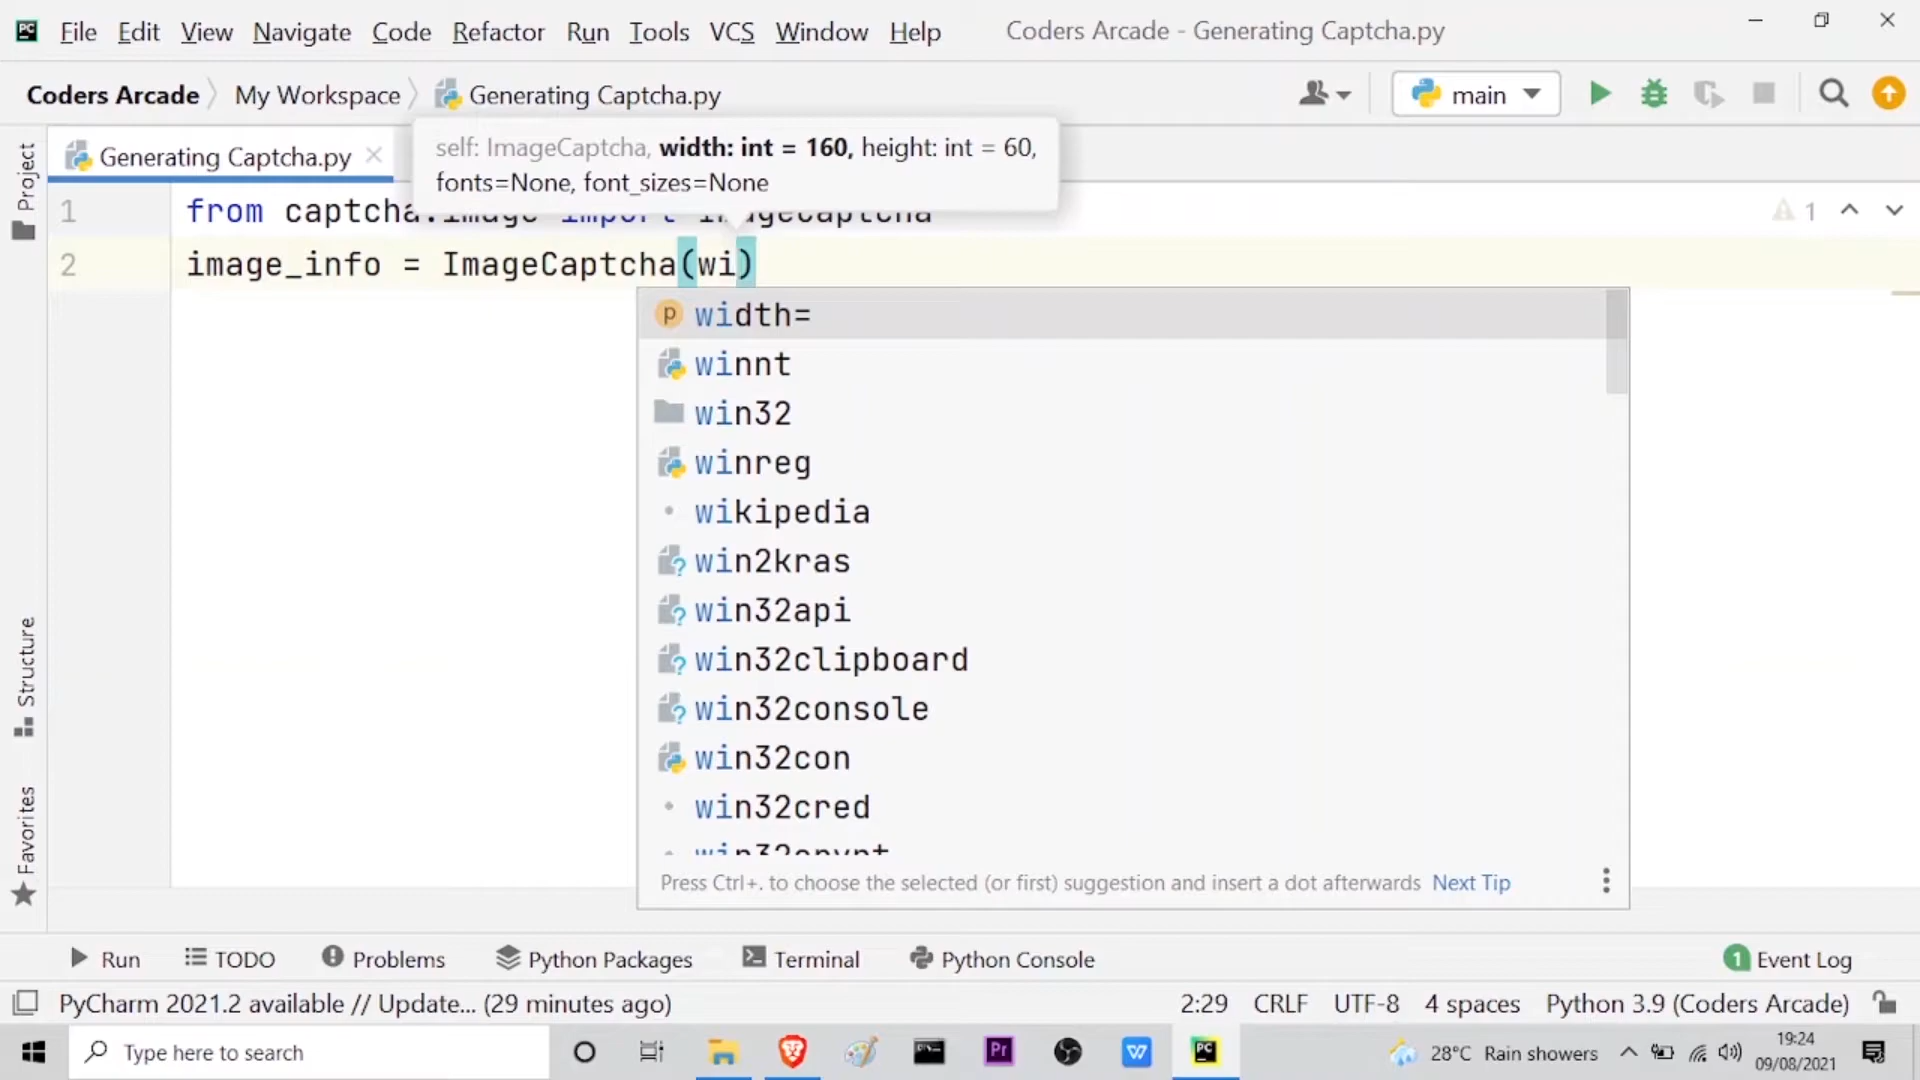 File Edit View Navigate Code Refactor Run Tools VCS Window Help Coders Arcade - Generating Captcha.py
Coders Arcade My Workspace Generating Captcha.py main
Generating Captcha.py
self: ImageCaptcha, width: int = 160, height: int = 60,
fonts=None, font_sizes=None
1 from captcha.image import ImageCaptcha 1
2 image_info = ImageCaptcha(wi)
width=
winnt
win32
winreg
wikipedia
win2kras
win32api
win32clipboard
win32console
win32con
win32cred
Press Ctrl+. to choose the selected (or first) suggestion and insert a dot afterwards Next Tip
Project
Structure
Favorites
Run TODO Problems Python Packages Terminal Python Console 1 Event Log
PyCharm 2021.2 available // Update... (29 minutes ago) 2:29 CRLF UTF-8 4 spaces Python 3.9 (Coders Arcade)
Type here to search Pr W PC 28°C Rain showers 19:24
09/08/2021